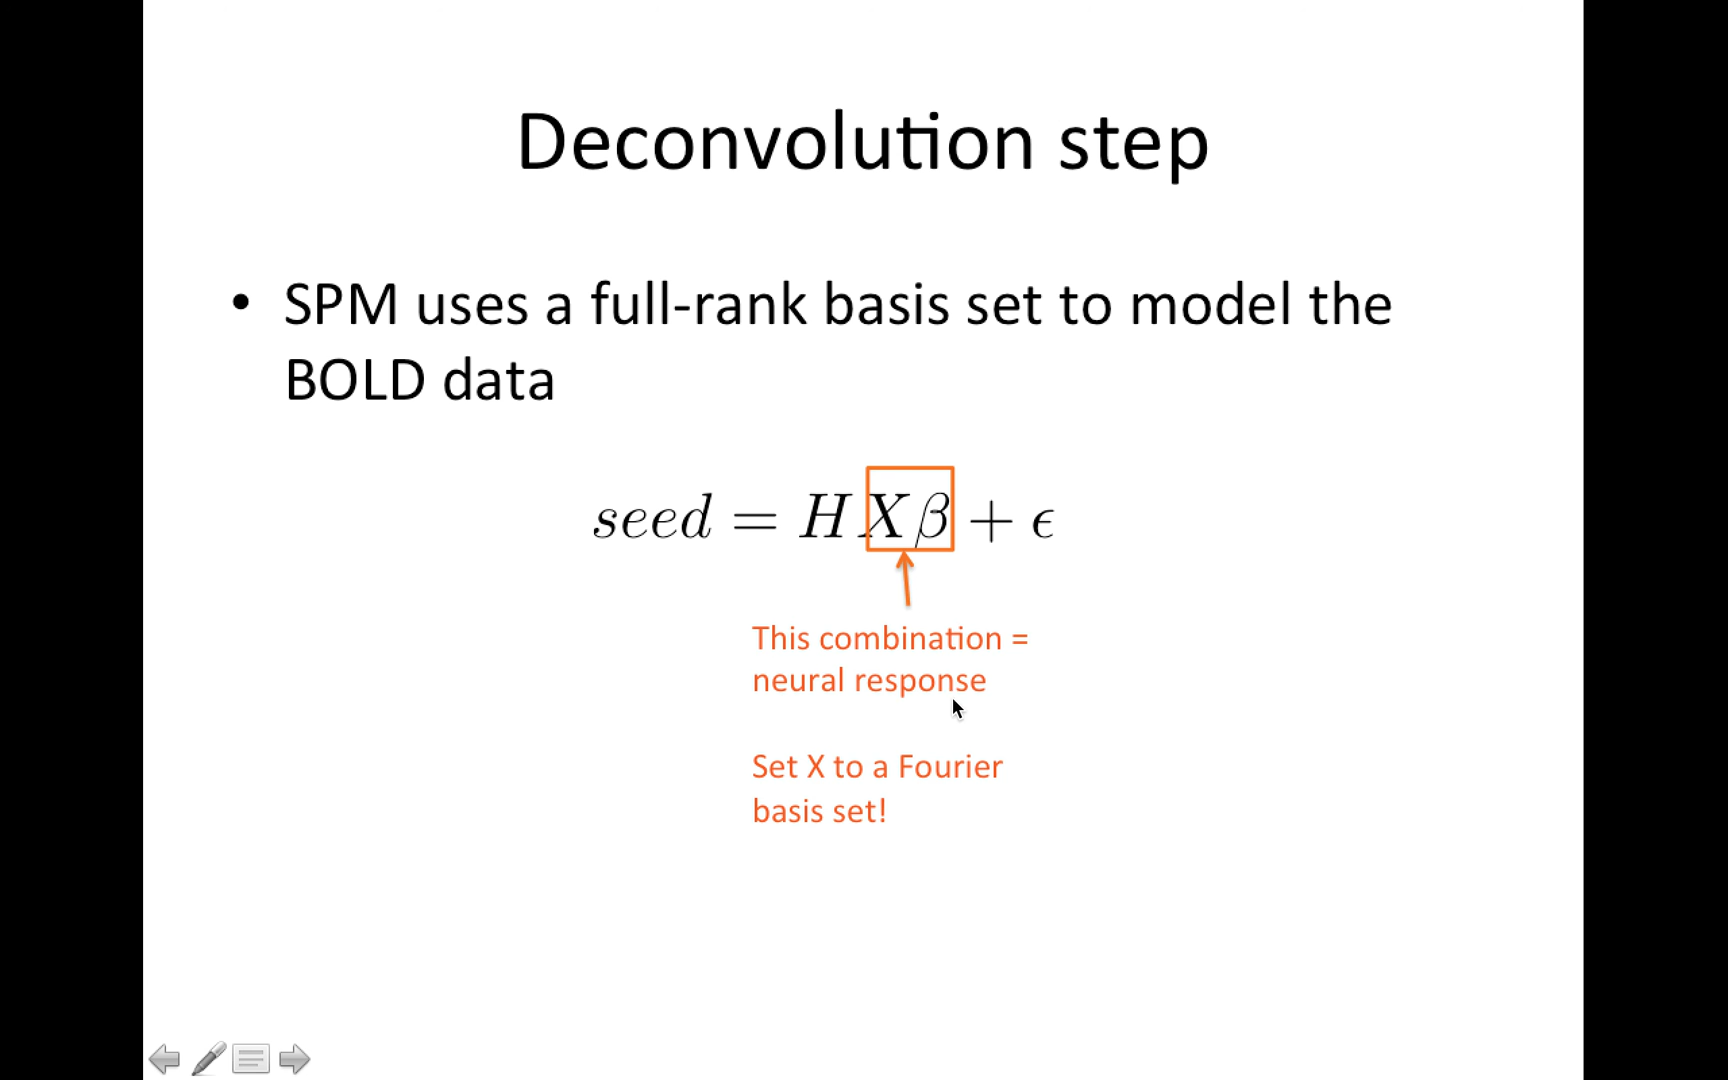 Deconvolution step
• SPM uses a full-rank basis set to model the
BOLD data
seed = HXβ + ϵ
This combination =
neural response
Set X to a Fourier
basis set!